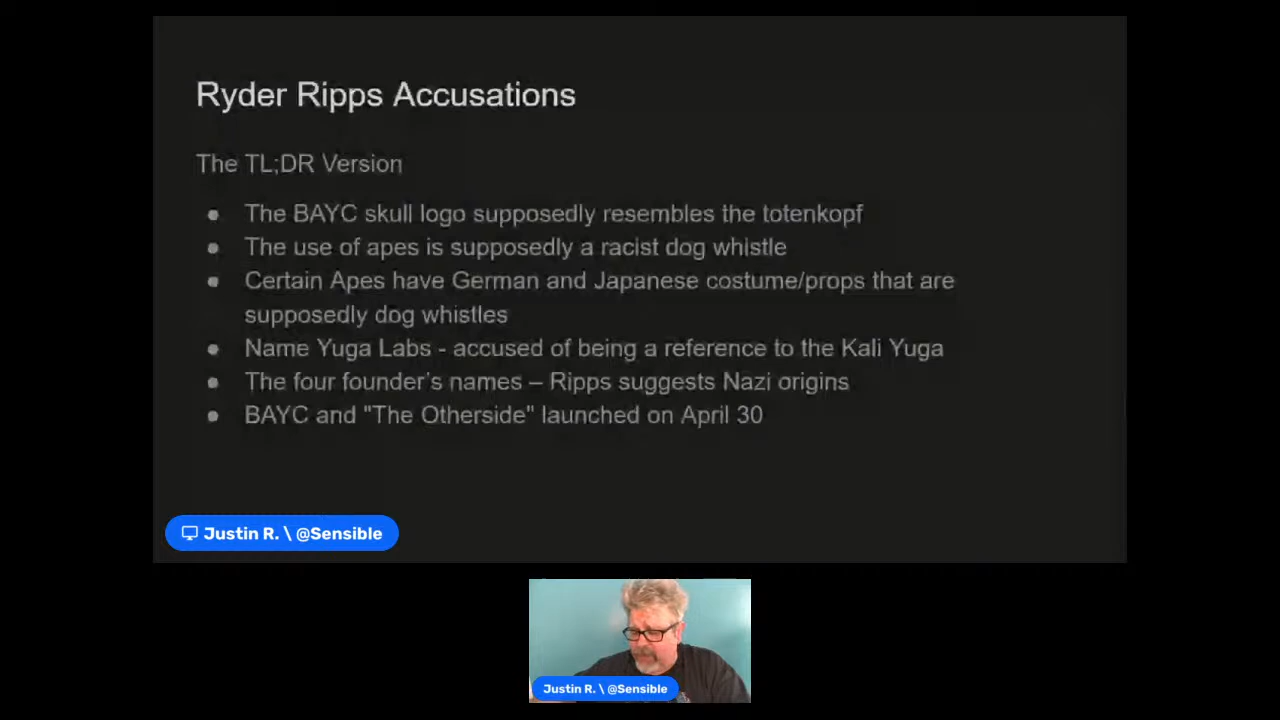 Ryder Ripps Accusations
The TL;DR Version
● The BAYC skull logo supposedly resembles the totenkopf
● The use of apes is supposedly a racist dog whistle
● Certain Apes have German and Japanese costume/props that are
supposedly dog whistles
● Name Yuga Labs - accused of being a reference to the Kali Yuga
● The four founder's names – Ripps suggests Nazi origins
● BAYC and "The Otherside" launched on April 30
Justin R. \ @Sensible
Justin R. \ @Sensible